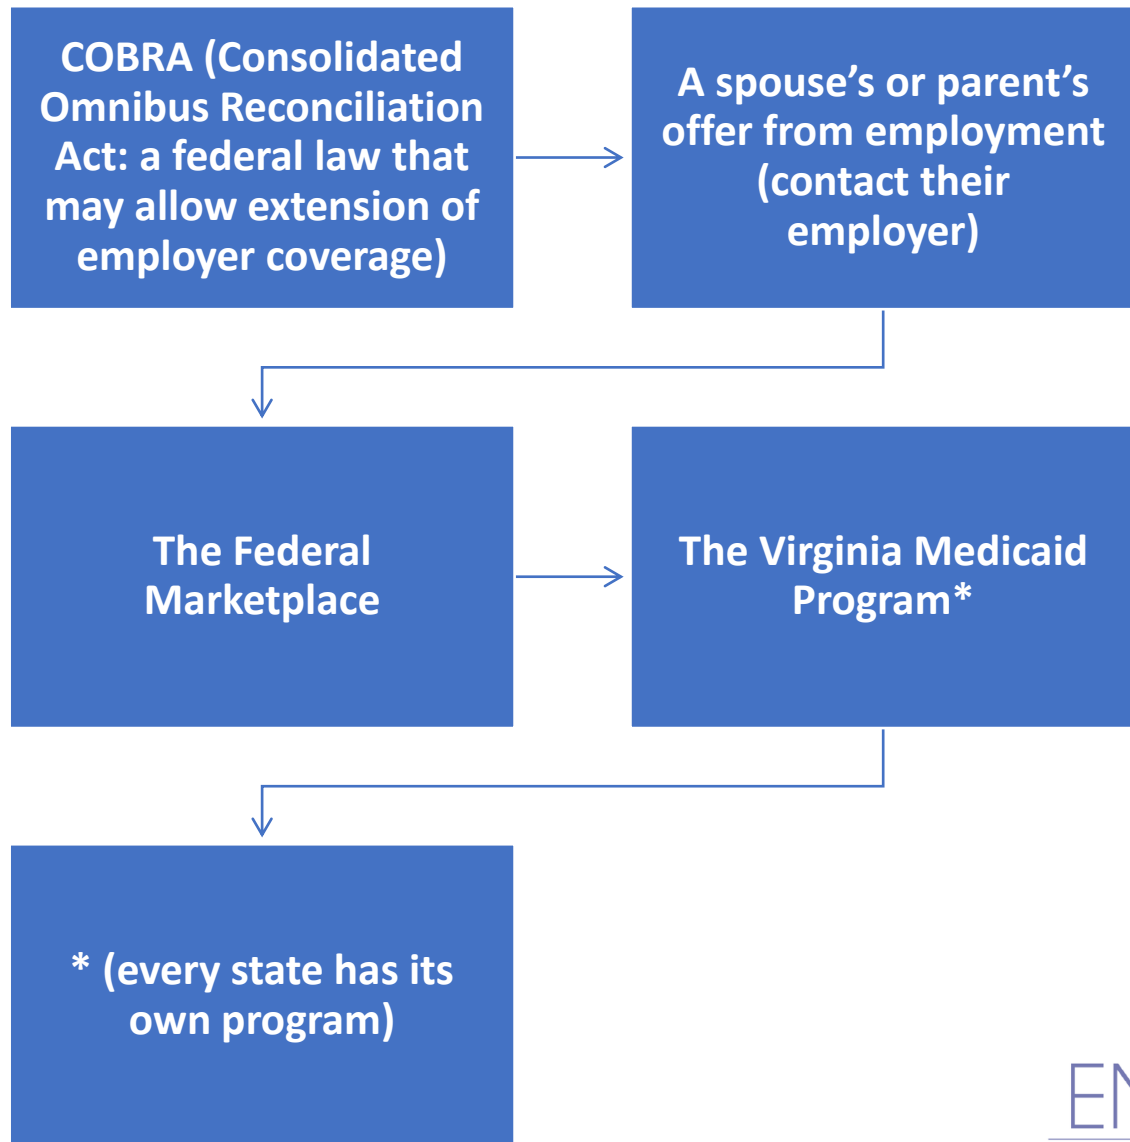 COBRA (Consolidated
Omnibus Reconciliation
Act: a federal law that
may allow extension of
employer coverage)
A spouse’s or parent’s
offer from employment
(contact their
employer)
The Federal
Marketplace
The Virginia Medicaid
Program*
* (every state has its
own program)